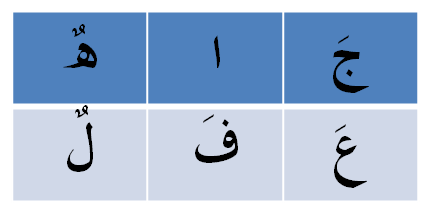 جَ ا هٌ
عَ فَ لٌ